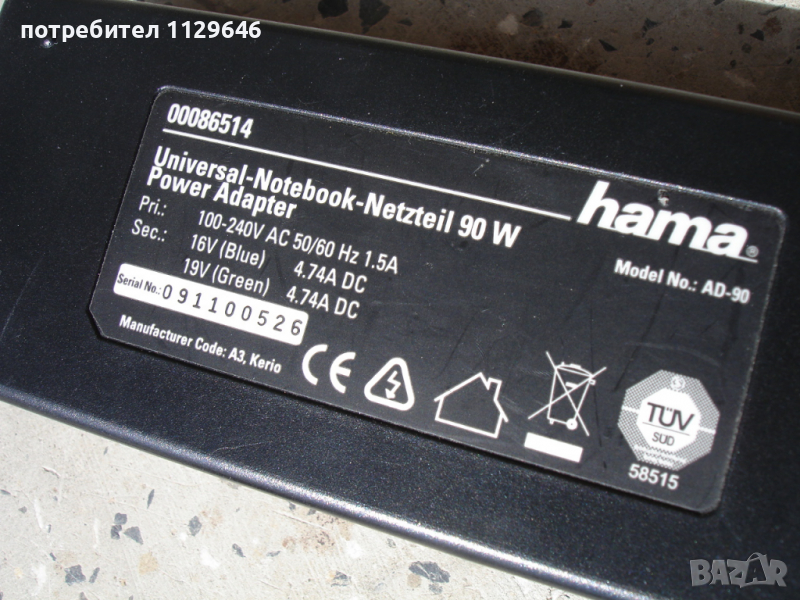 потребител 1129646
00086514
Universal-Notebook-Netzteil 90 W
Power Adapter
hama®
Model No.: AD-90
Pri.: 100-240V AC 50/60 Hz 1.5A
Sec.: 16V (Blue) 4.74A DC
19V (Green) 4.74A DC
Serial No.: 091100526
Manufacturer Code: A3, Kerio
CE
TÜV
SÜD
58515
BAZAR